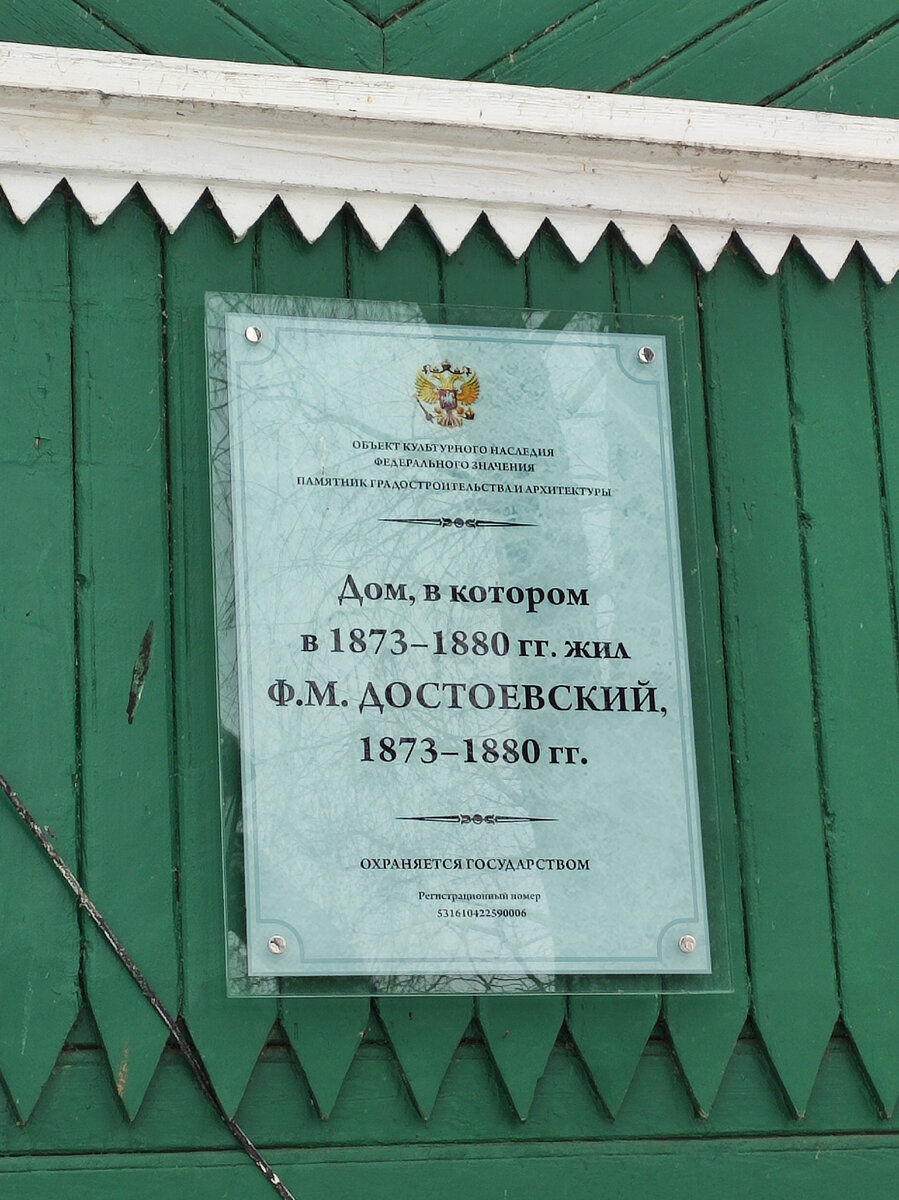 ОБЪЕКТ КУЛЬТУРНОГО НАСЛЕДИЯ
ФЕДЕРАЛЬНОГО ЗНАЧЕНИЯ
ПАМЯТНИК ГРАДОСТРОИТЕЛЬСТВА И АРХИТЕКТУРЫ
Дом, в котором
в 1873–1880 гг. жил
Ф.М. ДОСТОЕВСКИЙ,
1873–1880 гг.
ОХРАНЯЕТСЯ ГОСУДАРСТВОМ
Регистрационный номер
531610422590006